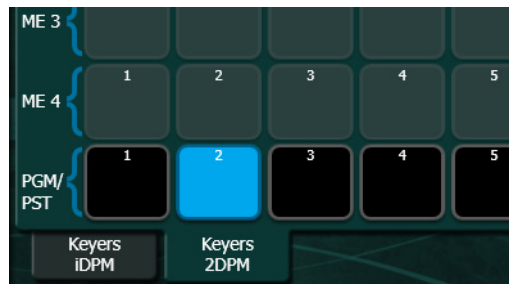 ME 3
1 2 3 4 5
ME 4
1 2 3 4 5
PGM/
PST
Keyers Keyers
iDPM 2DPM